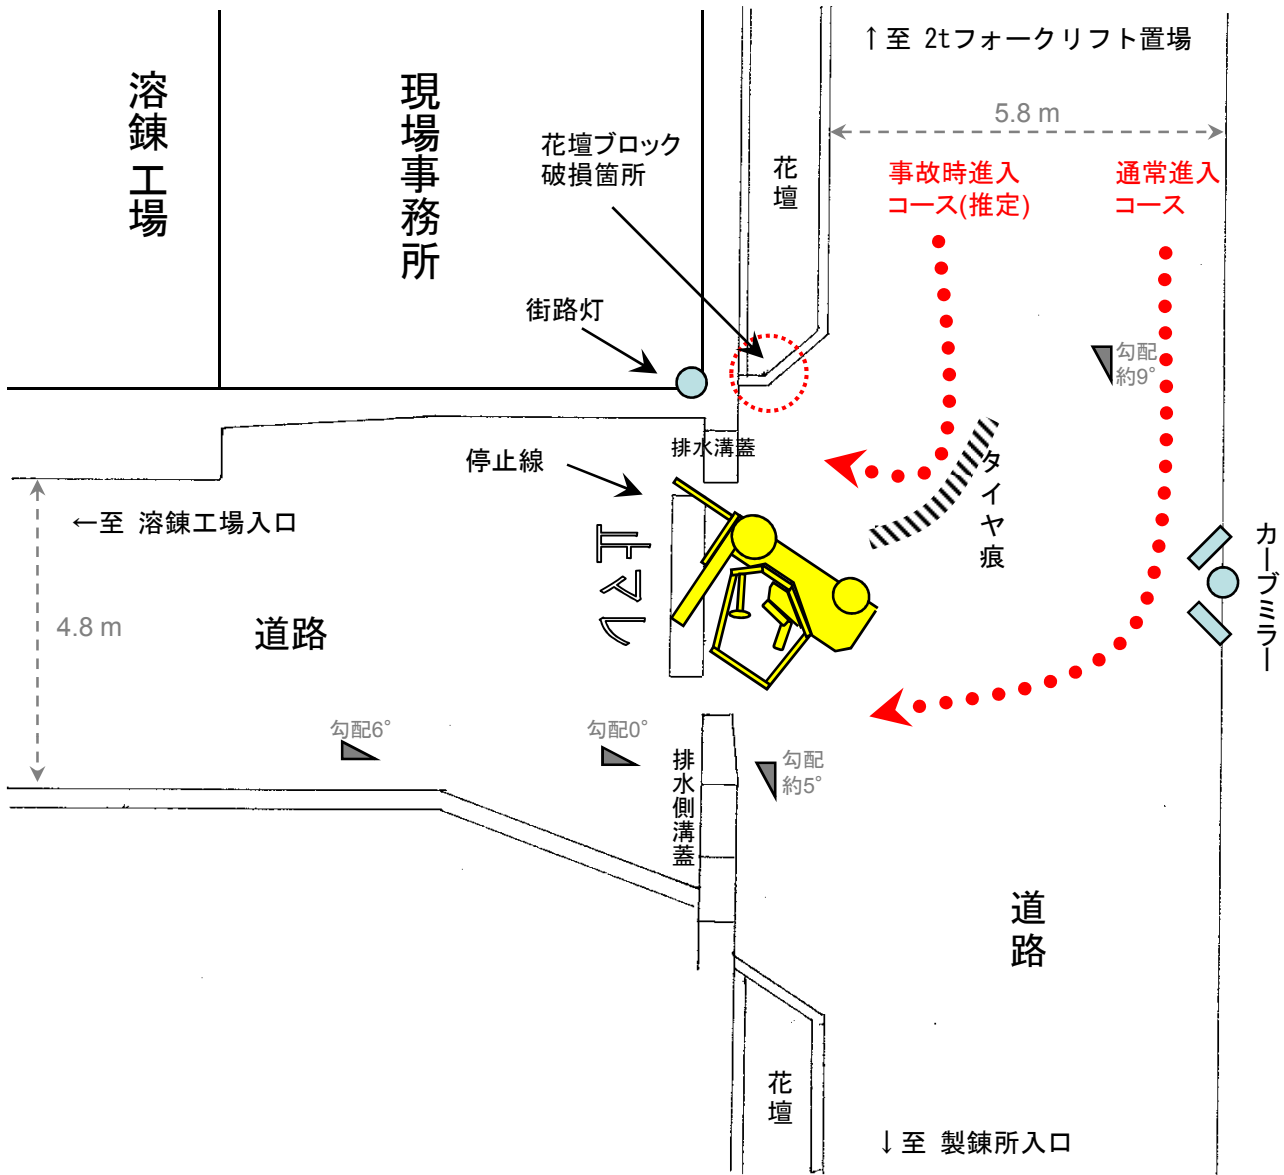 ↑至 2tフォークリフト置場
溶錬工場
現場事務所
花壇ブロック
破損箇所
花壇
5.8 m
事故時進入
コース(推定)
通常進入
コース
街路灯
勾配
約9°
排水溝蓋
停止線
タイヤ痕
←至 溶錬工場入口
止マレ
カーブミラー
4.8 m
道路
勾配6°
勾配0°
排水側溝蓋
勾配
約5°
道路
花壇
↓至 製錬所入口